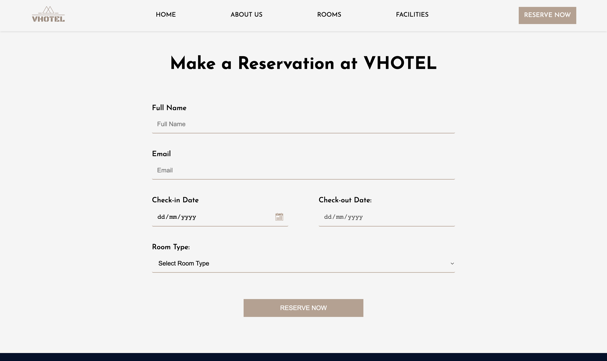 VHOTEL
HOME ABOUT US ROOMS FACILITIES RESERVE NOW
Make a Reservation at VHOTEL
Full Name
Full Name
Email
Email
Check-in Date Check-out Date:
dd/mm/yyyy dd/mm/yyyy
Room Type:
Select Room Type
RESERVE NOW